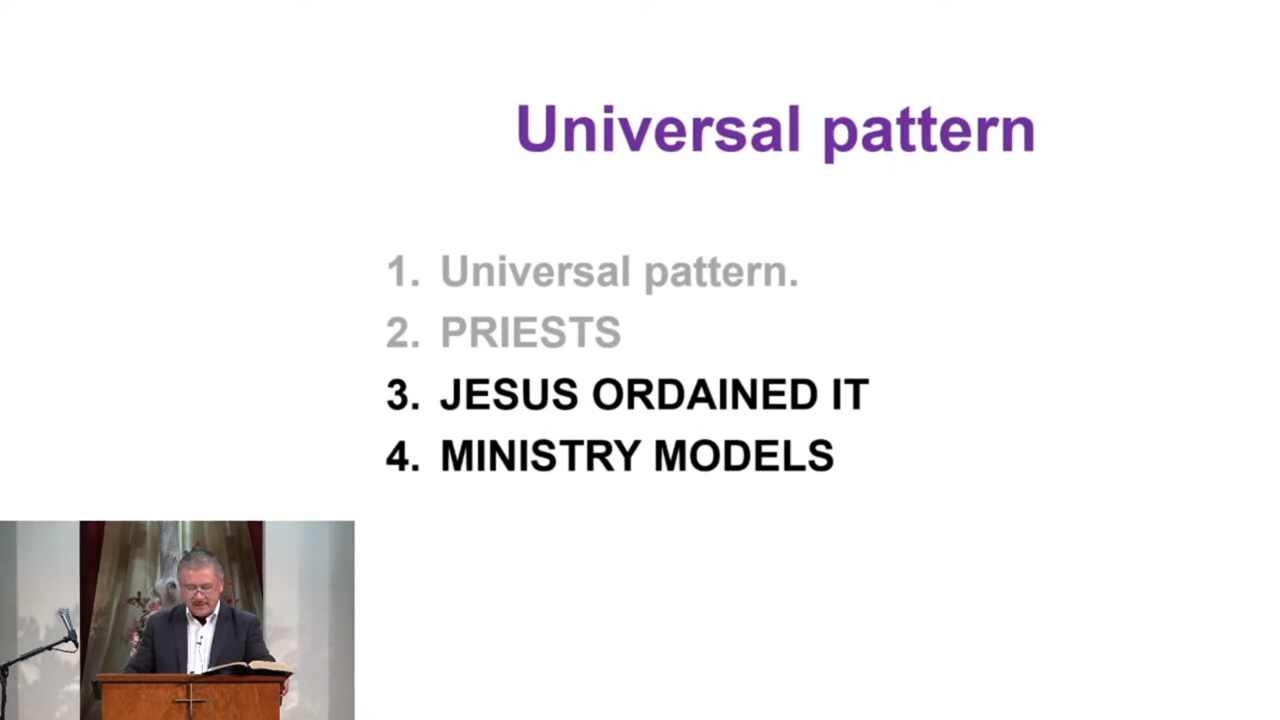 Universal pattern
1. Universal pattern.
2. PRIESTS
3. JESUS ORDAINED IT
4. MINISTRY MODELS